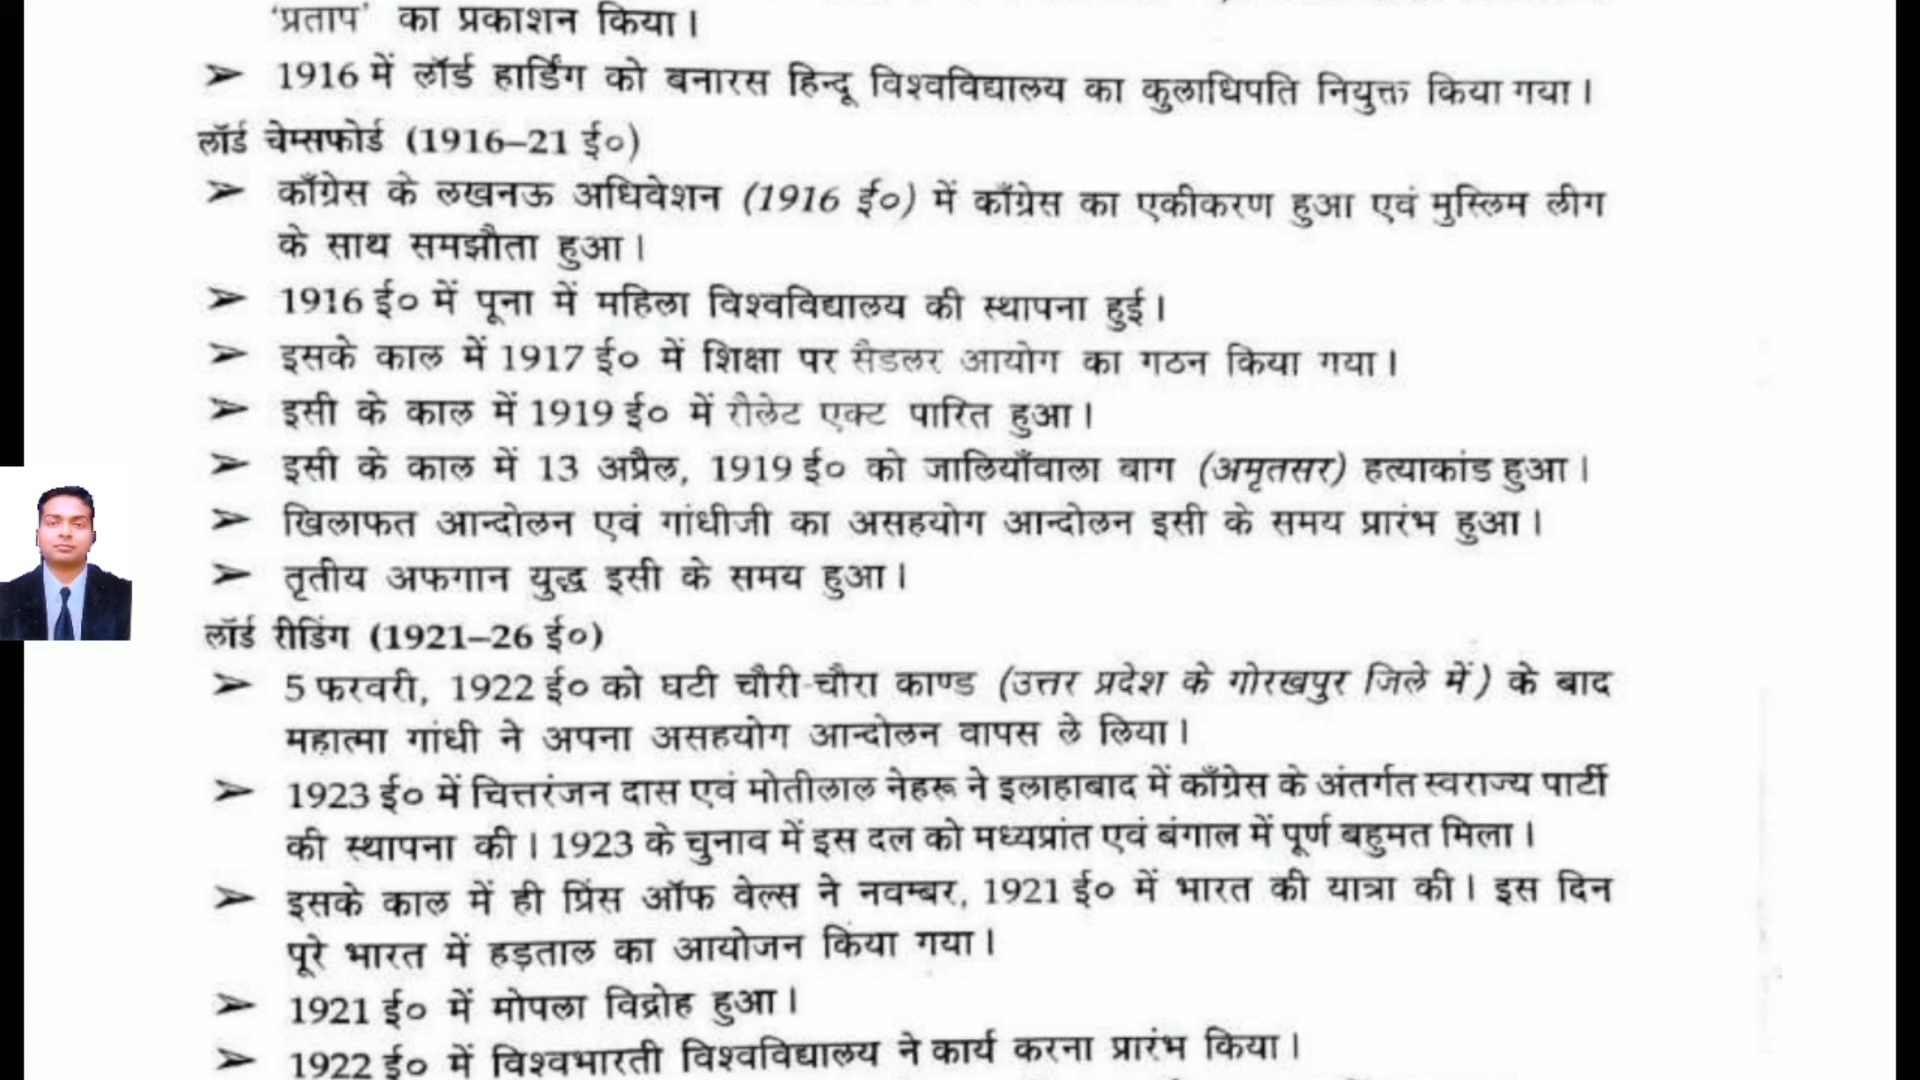 'प्रताप' का प्रकाशन किया।
➢ 1916 में लॉर्ड हार्डिंग को बनारस हिन्दू विश्वविद्यालय का कुलाधिपति नियुक्त किया गया।
लॉर्ड चेम्सफोर्ड (1916–21 ई०)
➢ काँग्रेस के लखनऊ अधिवेशन (1916 ई०) में काँग्रेस का एकीकरण हुआ एवं मुस्लिम लीग
के साथ समझौता हुआ।
➢ 1916 ई० में पूना में महिला विश्वविद्यालय की स्थापना हुई।
➢ इसके काल में 1917 ई० में शिक्षा पर सैडलर आयोग का गठन किया गया।
➢ इसी के काल में 1919 ई० में रौलेट एक्ट पारित हुआ।
➢ इसी के काल में 13 अप्रैल, 1919 ई० को जालियाँवाला बाग (अमृतसर) हत्याकांड हुआ।
➢ खिलाफत आन्दोलन एवं गांधीजी का असहयोग आन्दोलन इसी के समय प्रारंभ हुआ।
➢ तृतीय अफगान युद्ध इसी के समय हुआ।
लॉर्ड रीडिंग (1921–26 ई०)
➢ 5 फरवरी, 1922 ई० को घटी चौरी-चौरा काण्ड (उत्तर प्रदेश के गोरखपुर जिले में) के बाद
महात्मा गांधी ने अपना असहयोग आन्दोलन वापस ले लिया।
➢ 1923 ई० में चित्तरंजन दास एवं मोतीलाल नेहरू ने इलाहाबाद में काँग्रेस के अंतर्गत स्वराज्य पार्टी
की स्थापना की। 1923 के चुनाव में इस दल को मध्यप्रांत एवं बंगाल में पूर्ण बहुमत मिला।
➢ इसके काल में ही प्रिंस ऑफ वेल्स ने नवम्बर, 1921 ई० में भारत की यात्रा की। इस दिन
पूरे भारत में हड़ताल का आयोजन किया गया।
➢ 1921 ई० में मोपला विद्रोह हुआ।
➢ 1922 ई० में विश्वभारती विश्वविद्यालय ने कार्य करना प्रारंभ किया।